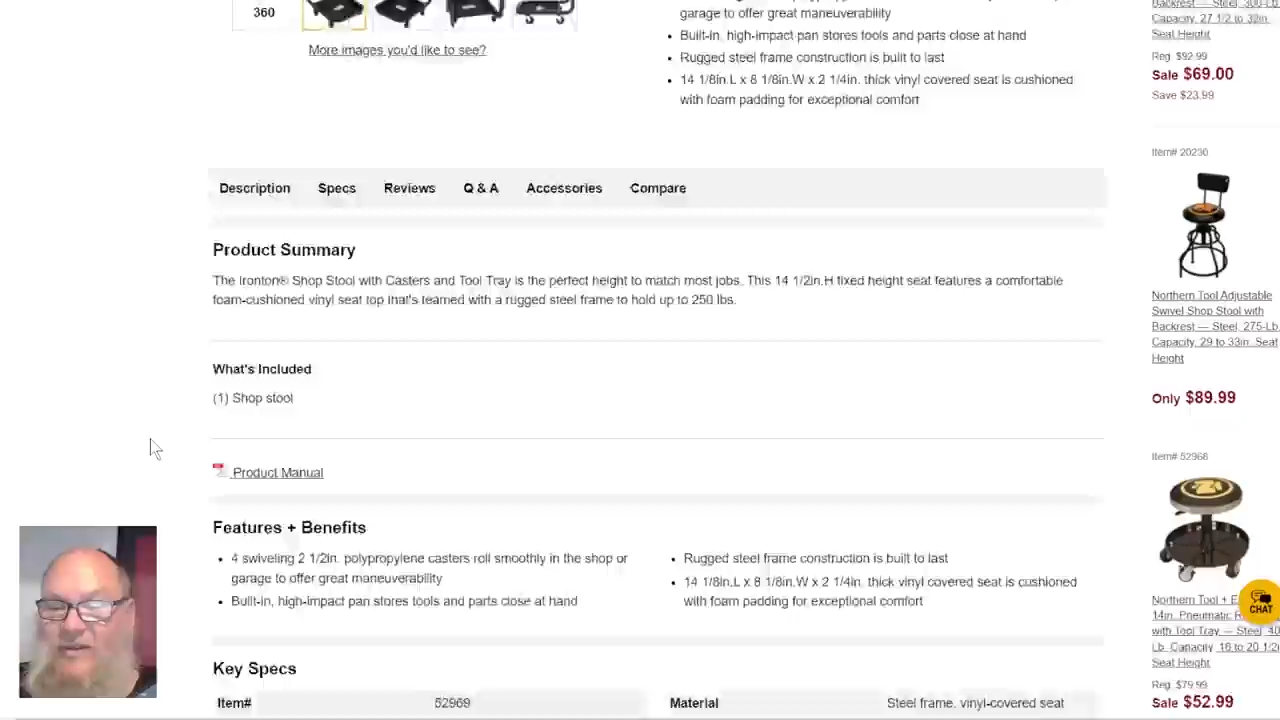 360
More images you'd like to see?
garage to offer great maneuverability
Built-in, high-impact pan stores tools and parts close at hand
Rugged steel frame construction is built to last
14 1/8in.L x 8 1/8in.W x 2 1/4in. thick vinyl covered seat is cushioned
with foam padding for exceptional comfort
Description Specs Reviews Q & A Accessories Compare
Product Summary
The Ironton® Shop Stool with Casters and Tool Tray is the perfect height to match most jobs. This 14 1/2in.H fixed height seat features a comfortable
foam-cushioned vinyl seat top that's teamed with a rugged steel frame to hold up to 250 lbs.
What's Included
(1) Shop stool
Product Manual
Features + Benefits
4 swiveling 2 1/2in. polypropylene casters roll smoothly in the shop or
garage to offer great maneuverability
Built-in, high-impact pan stores tools and parts close at hand
Rugged steel frame construction is built to last
14 1/8in.L x 8 1/8in.W x 2 1/4in. thick vinyl covered seat is cushioned
with foam padding for exceptional comfort
Key Specs
Item# 52969
Material Steel frame, vinyl-covered seat
Backrest — Steel, 300-Lb.
Capacity, 27 1/2 to 32in.
Seat Height
Reg. $92.99
Sale $69.00
Save $23.99
Item# 20230
Northern Tool Adjustable
Swivel Shop Stool with
Backrest — Steel, 275-Lb.
Capacity, 29 to 33in. Seat
Height
Only $89.99
Item# 52968
Northern Tool + E
14in. Pneumatic R
with Tool Tray — Steel, 40
Lb. Capacity, 16 to 20 1/2i
Seat Height
Reg. $79.99
Sale $52.99
CHAT